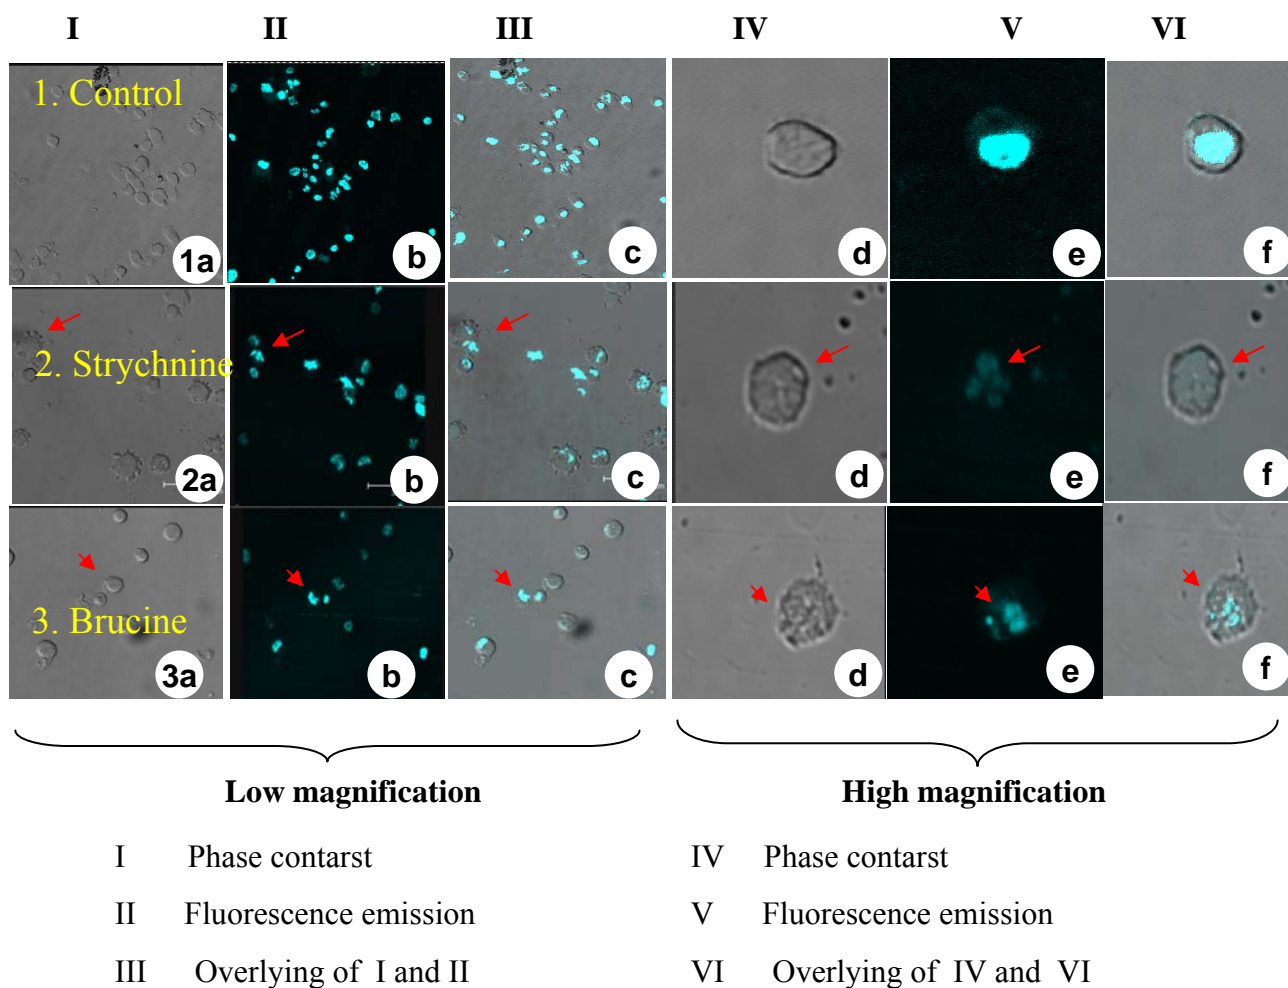 I II III IV V VI
1. Control
1a b c d e f
2. Strychnine
2a b c d e f
3. Brucine
3a b c d e f
Low magnification High magnification
I Phase contarst IV Phase contarst
II Fluorescence emission V Fluorescence emission
III Overlying of I and II VI Overlying of IV and VI